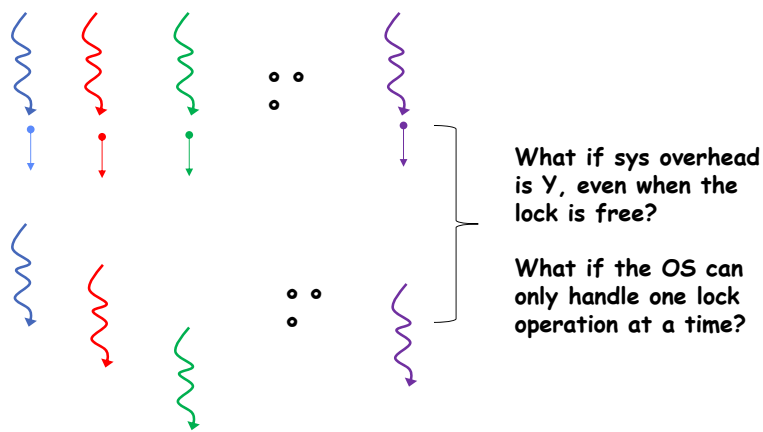 What if sys overhead
is Y, even when the
lock is free?
What if the OS can
only handle one lock
operation at a time?